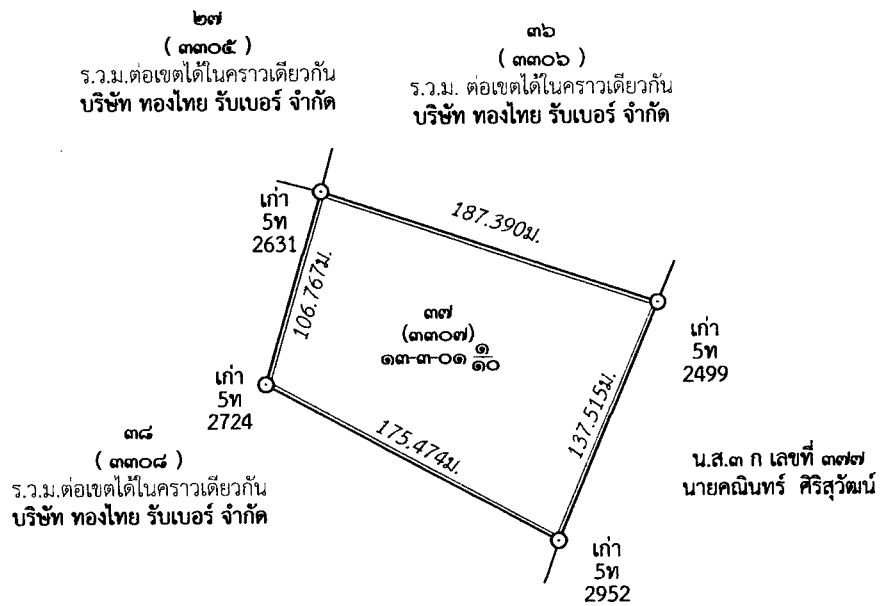 ๒๗
( ๓๓๐๕ )
ร.ว.ม.ต่อเขตได้ในคราวเดียวกัน
บริษัท ทองไทย รับเบอร์ จำกัด
๓๖
( ๓๓๐๖ )
ร.ว.ม. ต่อเขตได้ในคราวเดียวกัน
บริษัท ทองไทย รับเบอร์ จำกัด
เก่า
5ท
2631
187.390ม.
106.767ม.
๓๗
(๓๓๐๗)
๑๓-๓-๐๑ ๑/๑๐
เก่า
5ท
2499
137.515ม.
เก่า
5ท
2724
175.474ม.
๓๘
( ๓๓๐๘ )
ร.ว.ม.ต่อเขตได้ในคราวเดียวกัน
บริษัท ทองไทย รับเบอร์ จำกัด
น.ส.๓ ก เลขที่ ๓๗๗
นายคณินทร์ ศิริสุวัฒน์
เก่า
5ท
2952